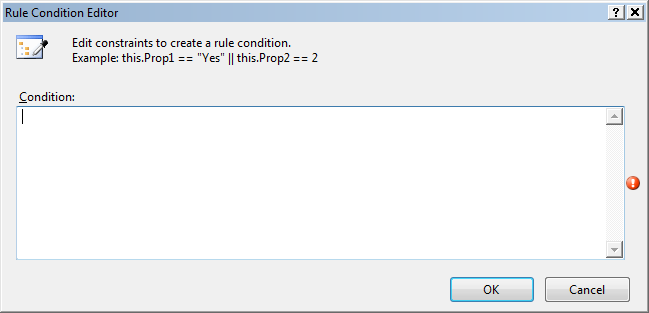 Rule Condition Editor
Edit constraints to create a rule condition.
Example: this.Prop1 == "Yes" || this.Prop2 == 2
Condition:
OK
Cancel